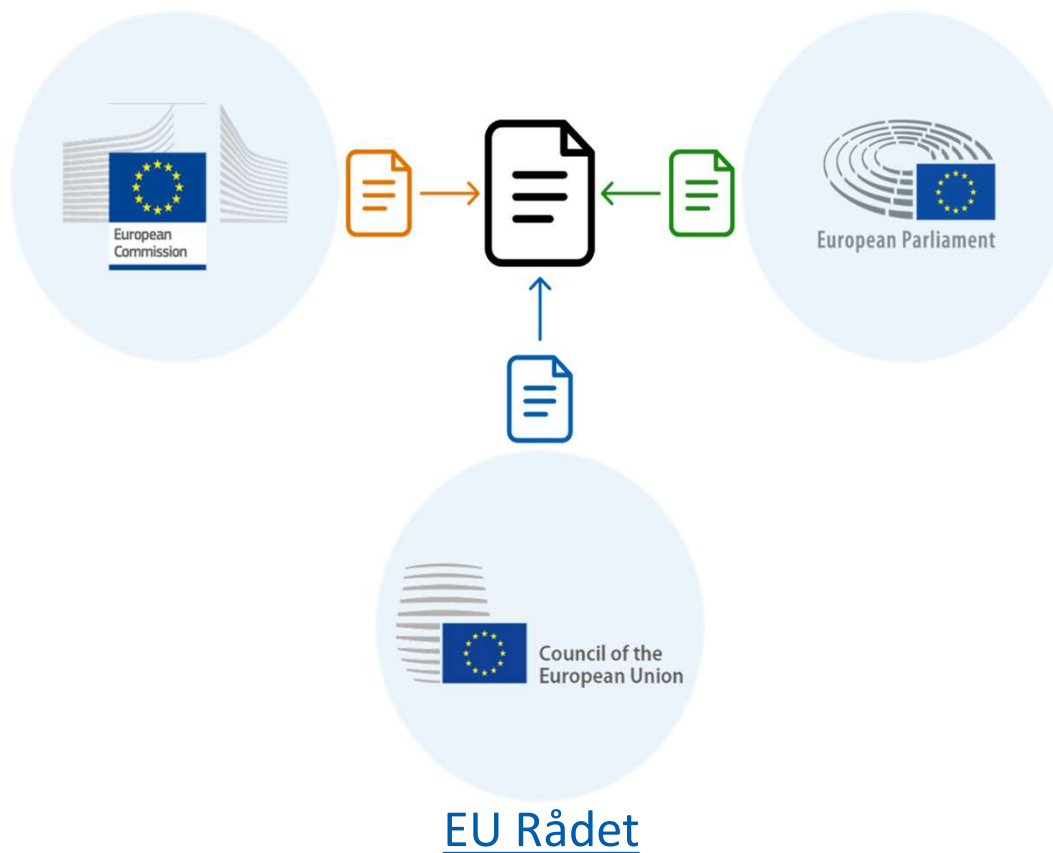 European
Commission
European Parliament
Council of the
European Union
EU Rådet